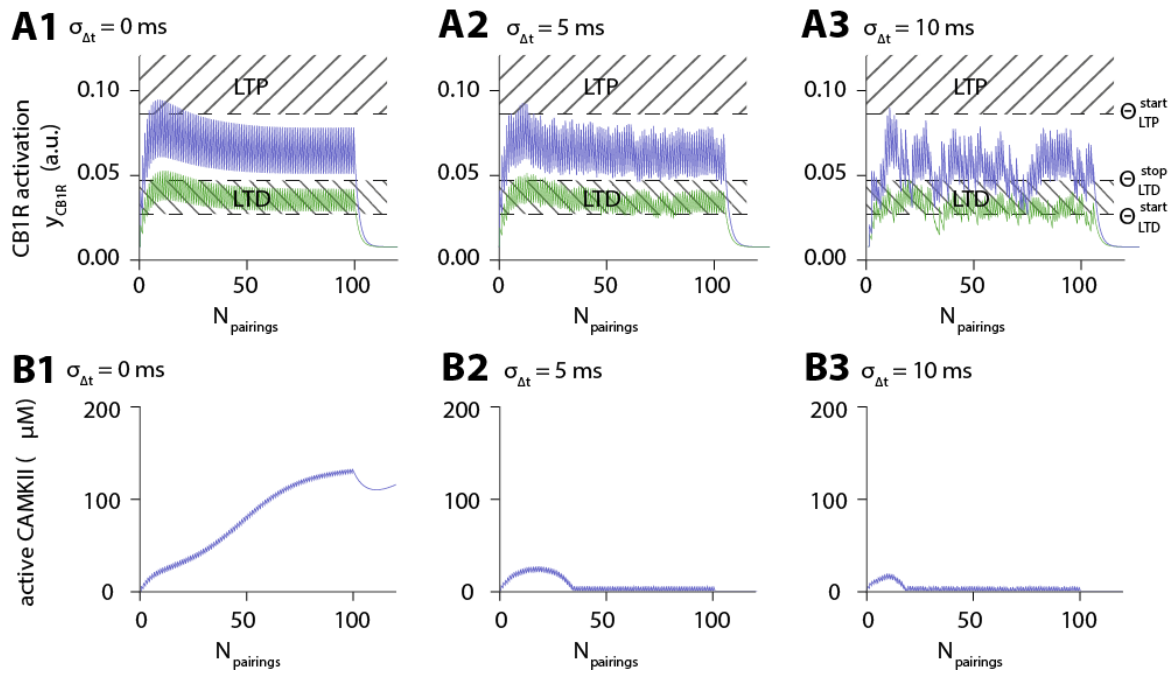 A1 σΔt = 0 ms
A2 σΔt = 5 ms
A3 σΔt = 10 ms
CB1R activation
yCB1R (a.u.)
0.10
0.05
0.00
LTP
LTD
0 50 100
Npairings
0.10
0.05
0.00
LTP
LTD
0 50 100
Npairings
0.10
0.05
0.00
LTP
LTD
0 50 100
Npairings
Θ start LTP
Θ stop LTD
Θ start LTD
B1 σΔt = 0 ms
B2 σΔt = 5 ms
B3 σΔt = 10 ms
active CAMKII ( μM)
200
100
0
0 50 100
Npairings
200
100
0
0 50 100
Npairings
200
100
0
0 50 100
Npairings